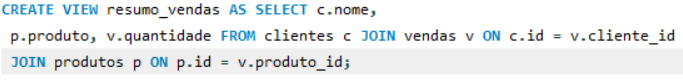 CREATE VIEW resumo_vendas AS SELECT c.nome,
p.produto, v.quantidade FROM clientes c JOIN vendas v ON c.id = v.cliente_id
JOIN produtos p ON p.id = v.produto_id;